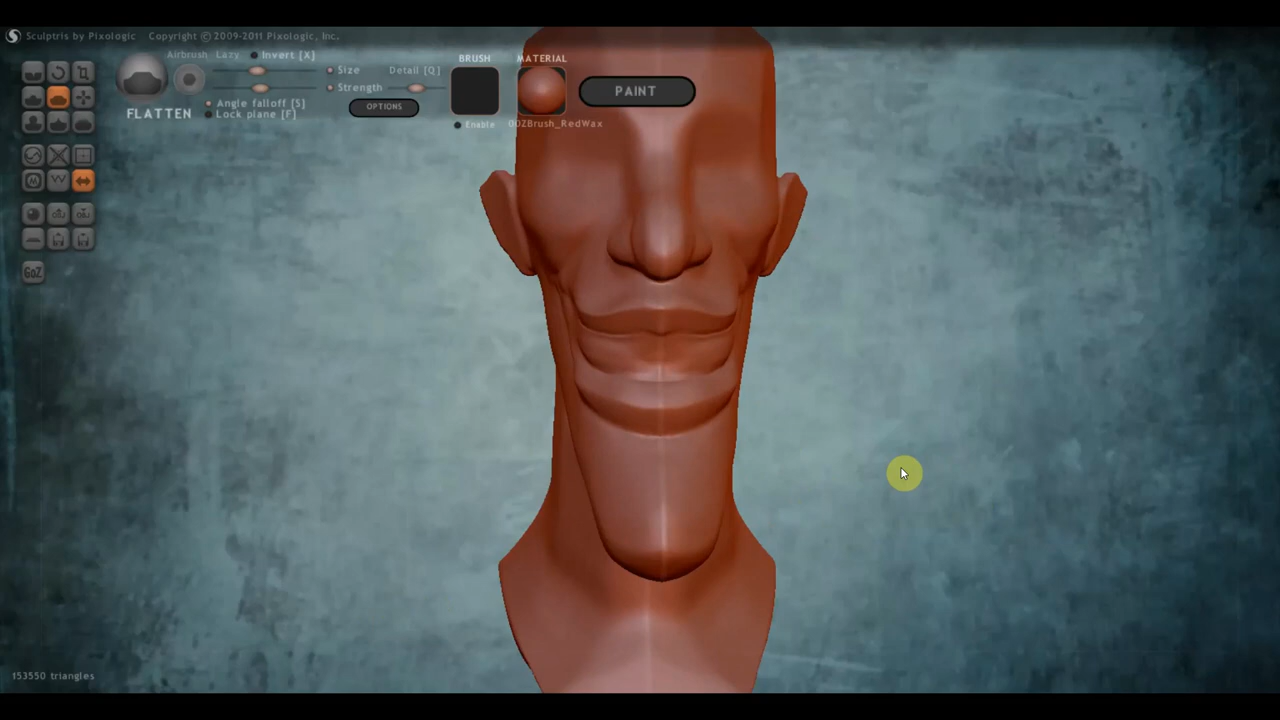 Sculptris by Pixologic Copyright ©2009-2011 Pixologic, Inc.
Airbrush Lazy Invert [X]
Size Detail [Q]
Strength
Angle falloff [S]
Lock plane [F]
FLATTEN
OPTIONS
BRUSH
Enable
MATERIAL
00ZBrush_RedWax
PAINT
GoZ
153550 triangles